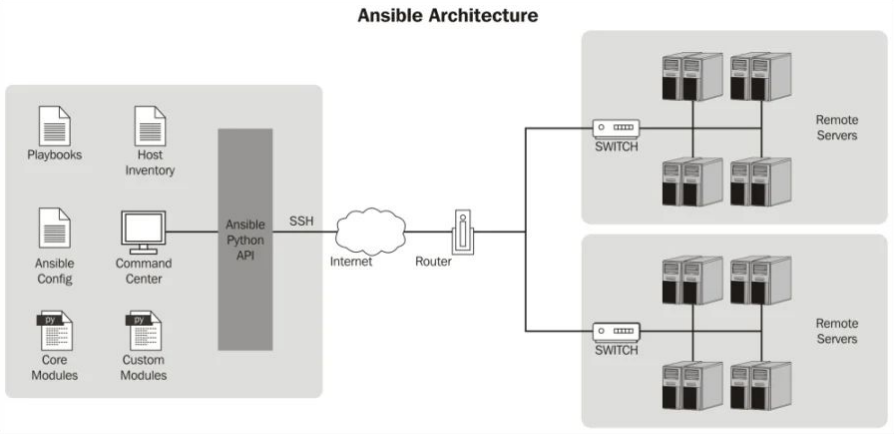 Ansible Architecture
Playbooks
Host
Inventory
Ansible
Config
Command
Center
py
Core
Modules
py
Custom
Modules
Ansible
Python
API
SSH
Internet
Router
SWITCH
Remote
Servers
SWITCH
Remote
Servers